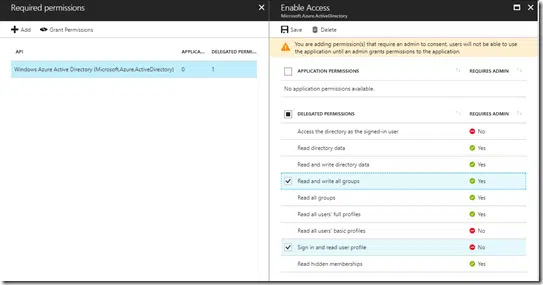 Required permissions
Add
Grant Permissions
API
APPLICA...
DELEGATED PERMI...
Windows Azure Active Directory (Microsoft.Azure.ActiveDirectory)
0
1
Enable Access
Microsoft.Azure.ActiveDirectory
Save
Delete
You are adding permission(s) that require an admin to consent, users will not be able to use
the application until an admin grants permissions to the application.
APPLICATION PERMISSIONS
REQUIRES ADMIN
No application permissions available.
DELEGATED PERMISSIONS
REQUIRES ADMIN
Access the directory as the signed-in user
No
Read directory data
Yes
Read and write directory data
Yes
Read and write all groups
Yes
Read all groups
Yes
Read all users' full profiles
Yes
Read all users' basic profiles
No
Sign in and read user profile
No
Read hidden memberships
Yes